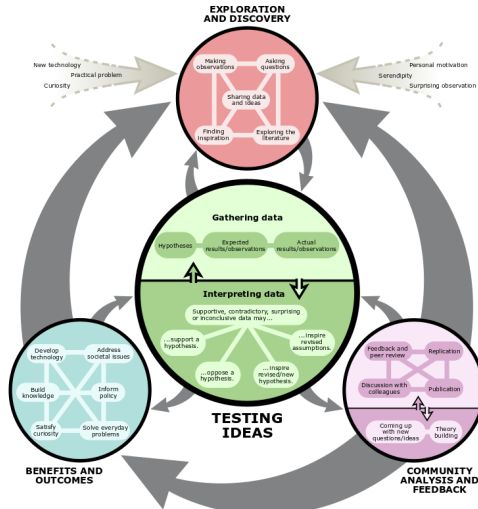 EXPLORATION
AND DISCOVERY
New technology
Practical problem
Curiosity
Personal motivation
Serendipity
Surprising observation
Making
observations
Asking
questions
Sharing data
and ideas
Finding
inspiration
Exploring the
literature
Gathering data
Hypotheses
Expected
results/observations
Actual
results/observations
Interpreting data
Supportive, contradictory, surprising
or inconclusive data may...
...support a
hypothesis.
...inspire
revised
assumptions.
...oppose a
hypothesis.
...inspire
revised/new
hypothesis.
TESTING
IDEAS
Develop
technology
Address
societal issues
Build
knowledge
Inform
policy
Satisfy
curiosity
Solve everyday
problems
BENEFITS AND
OUTCOMES
Feedback and
peer review
Replication
Discussion with
colleagues
Publication
Coming up
with new
questions/ideas
Theory
building
COMMUNITY
ANALYSIS AND
FEEDBACK